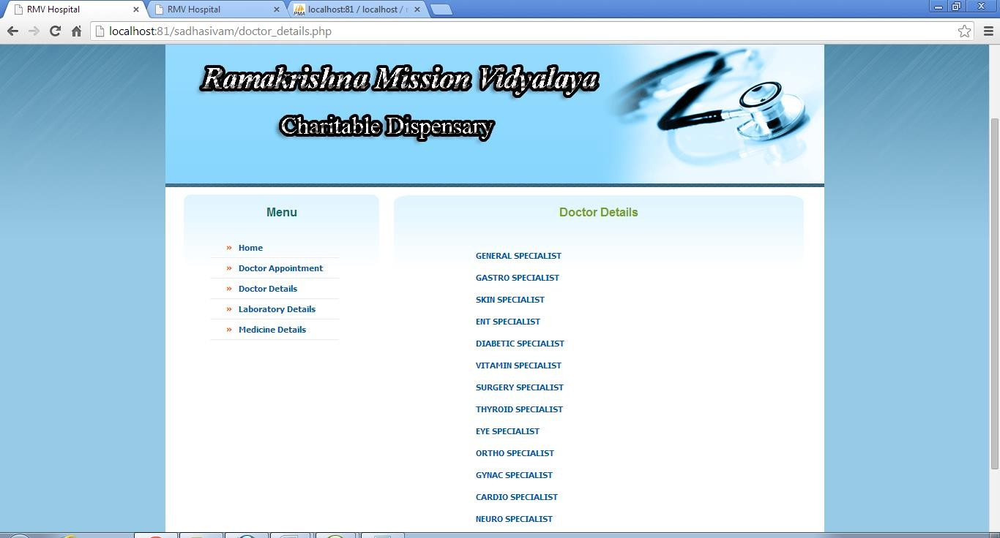 RMV Hospital
RMV Hospital
localhost:81 / localhost /
localhost:81/sadhasivam/doctor_details.php
Ramakrishna Mission Vidyalaya
Charitable Dispensary
Menu
» Home
» Doctor Appointment
» Doctor Details
» Laboratory Details
» Medicine Details
Doctor Details
GENERAL SPECIALIST
GASTRO SPECIALIST
SKIN SPECIALIST
ENT SPECIALIST
DIABETIC SPECIALIST
VITAMIN SPECIALIST
SURGERY SPECIALIST
THYROID SPECIALIST
EYE SPECIALIST
ORTHO SPECIALIST
GYNAC SPECIALIST
CARDIO SPECIALIST
NEURO SPECIALIST